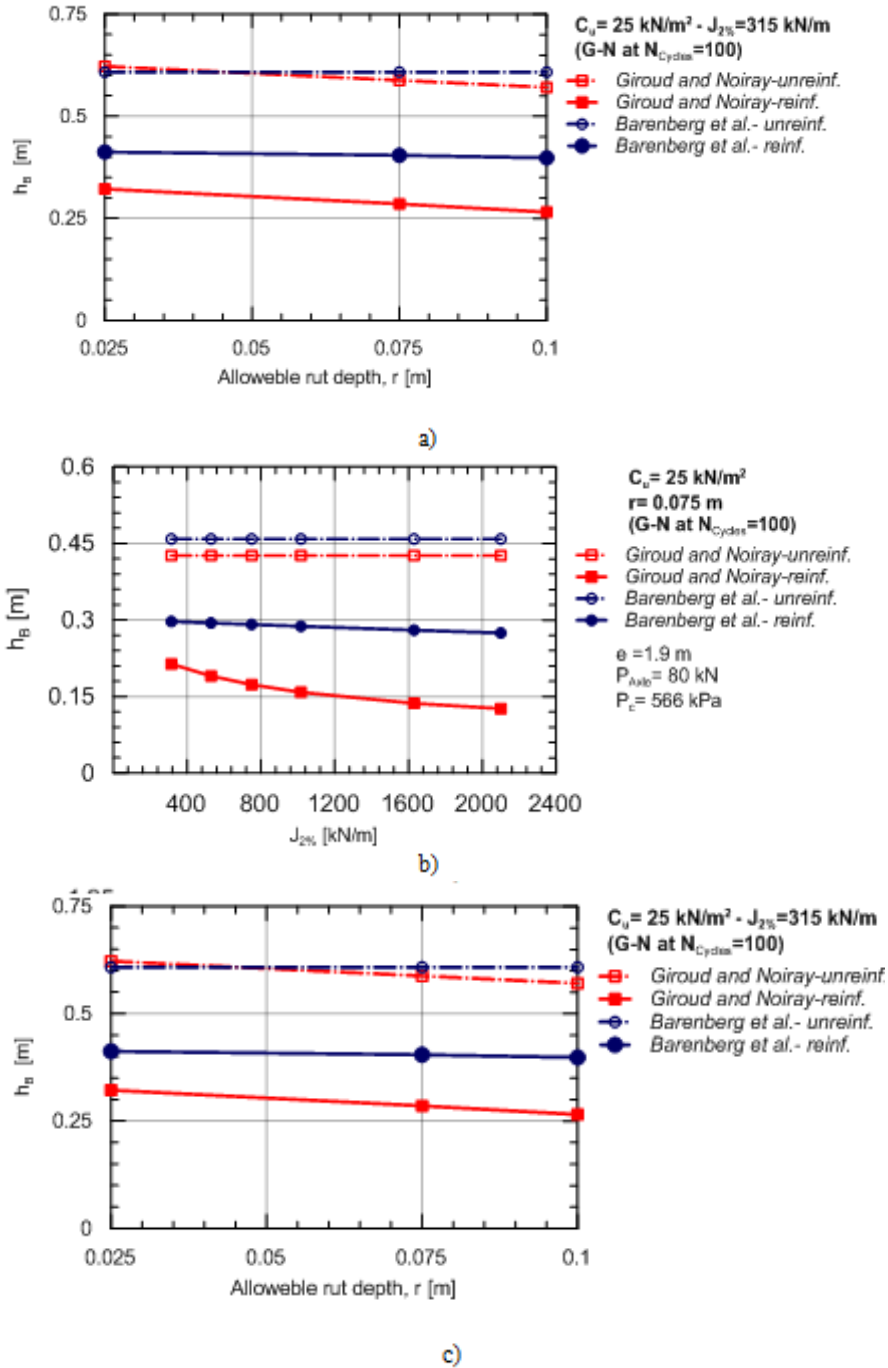 0.75
0.5
0.25
0
h_B [m]
0.025
0.05
0.075
0.1
Alloweble rut depth, r [m]
C_u= 25 kN/m² - J_2%=315 kN/m
(G-N at N_Cycles=100)
Giroud and Noiray-unreinf.
Giroud and Noiray-reinf.
Barenberg et al.- unreinf.
Barenberg et al.- reinf.
a)
0.6
0.45
0.3
0.15
0
h_B [m]
400
800
1200
1600
2000
2400
J_2% [kN/m]
C_u= 25 kN/m²
r= 0.075 m
(G-N at N_Cycles=100)
Giroud and Noiray-unreinf.
Giroud and Noiray-reinf.
Barenberg et al.- unreinf.
Barenberg et al.- reinf.
e =1.9 m
P_Axle= 80 kN
P_c= 566 kPa
b)
0.75
0.5
0.25
0
h_B [m]
0.025
0.05
0.075
0.1
Alloweble rut depth, r [m]
C_u= 25 kN/m² - J_2%=315 kN/m
(G-N at N_Cycles=100)
Giroud and Noiray-unreinf.
Giroud and Noiray-reinf.
Barenberg et al.- unreinf.
Barenberg et al.- reinf.
c)